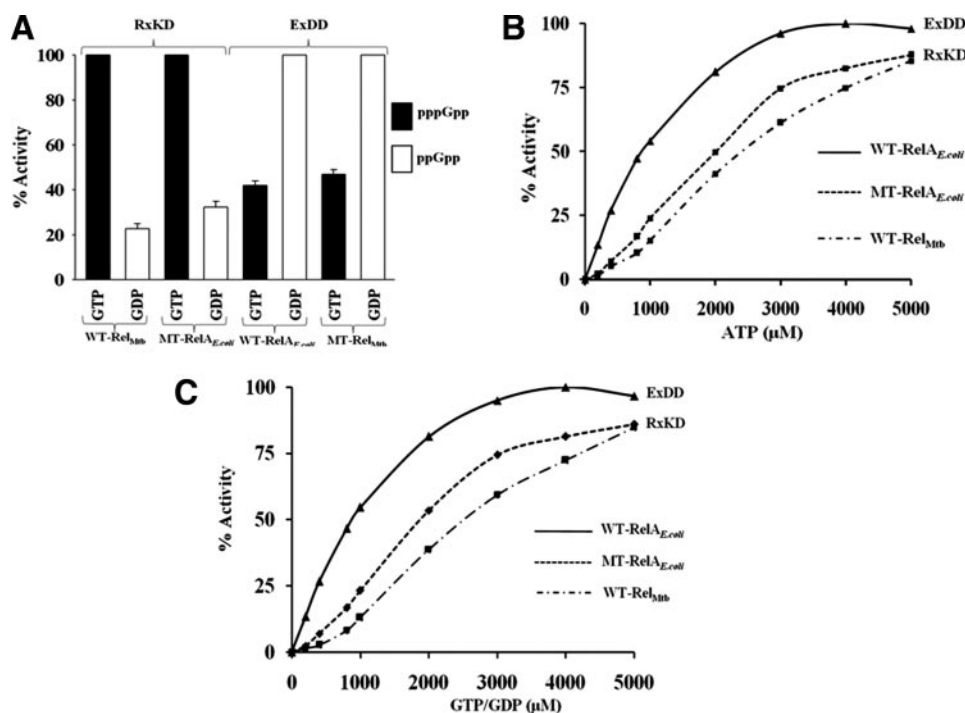 A
RxKD ExDD
% Activity
100
80
60
40
20
0
pppGpp
ppGpp
GTP GDP GTP GDP GTP GDP GTP GDP
WT-RelMtb MT-RelAE.coli WT-RelAE.coli MT-RelMtb
B
% Activity
100
75
50
25
0
ExDD
RxKD
WT-RelAE.coli
MT-RelAE.coli
WT-RelMtb
0 1000 2000 3000 4000 5000
ATP (µM)
C
% Activity
100
75
50
25
0
ExDD
RxKD
WT-RelAE.coli
MT-RelAE.coli
WT-RelMtb
0 1000 2000 3000 4000 5000
GTP/GDP (µM)